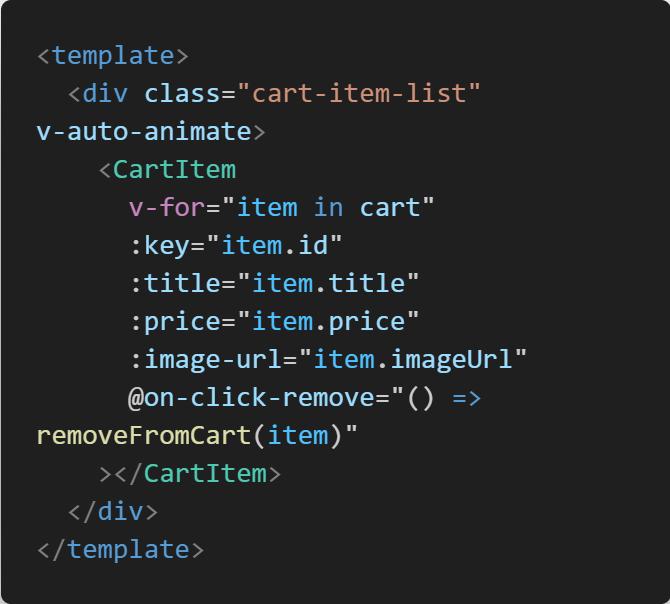 <template>
  <div class="cart-item-list"
v-auto-animate>
    <CartItem
      v-for="item in cart"
      :key="item.id"
      :title="item.title"
      :price="item.price"
      :image-url="item.imageUrl"
      @on-click-remove="() =>
removeFromCart(item)"
    ></CartItem>
  </div>
</template>